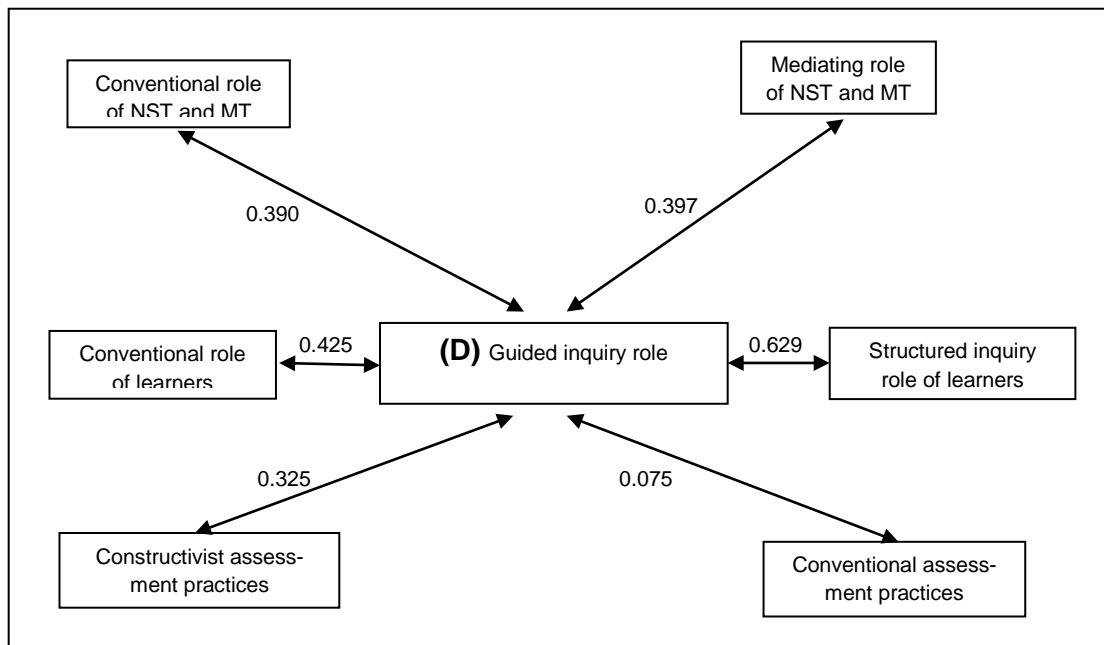 Conventional role
of NST and MT
Mediating role
of NST and MT
0.390
0.397
Conventional role
of learners
0.425
(D) Guided inquiry role
0.629
Structured inquiry
role of learners
0.325
0.075
Constructivist assess-
ment practices
Conventional assess-
ment practices